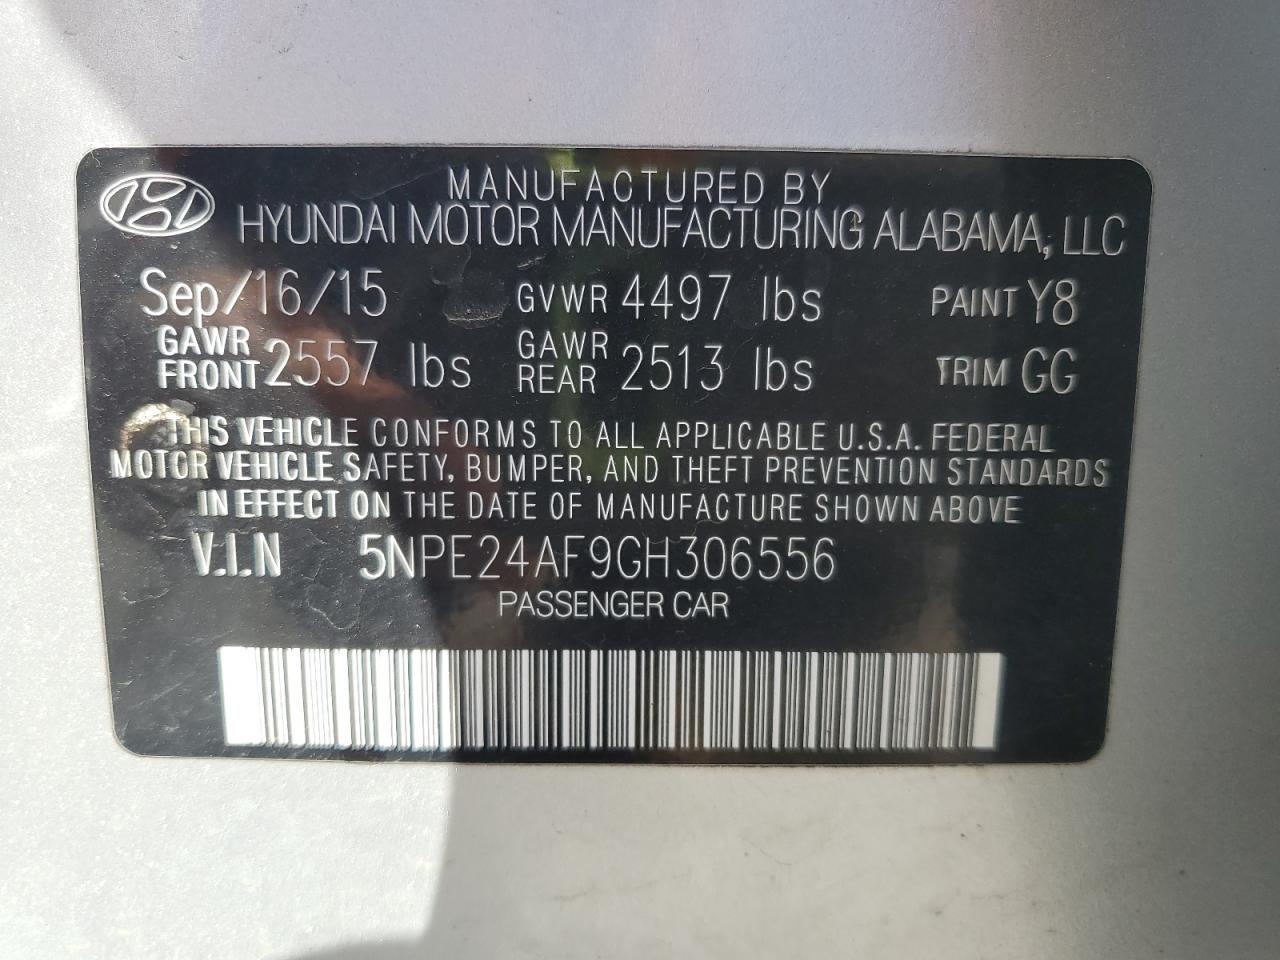 MANUFACTURED BY
HYUNDAI MOTOR MANUFACTURING ALABAMA, LLC
Sep/16/15 GVWR 4497 lbs PAINT Y8
GAWR FRONT 2557 lbs GAWR REAR 2513 lbs TRIM GG
THIS VEHICLE CONFORMS TO ALL APPLICABLE U.S.A. FEDERAL
MOTOR VEHICLE SAFETY, BUMPER, AND THEFT PREVENTION STANDARDS
IN EFFECT ON THE DATE OF MANUFACTURE SHOWN ABOVE
V.I.N 5NPE24AF9GH306556
PASSENGER CAR